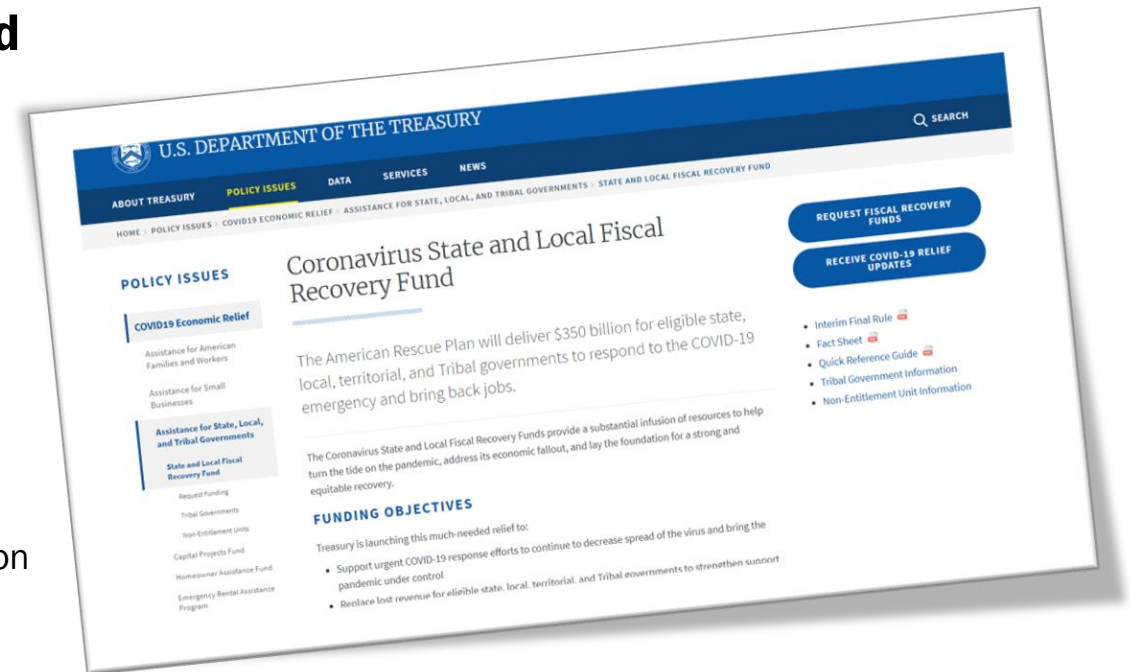 d
on
U.S. DEPARTMENT OF THE TREASURY
SEARCH
ABOUT TREASURY POLICY ISSUES DATA SERVICES NEWS
HOME > POLICY ISSUES > COVID19 ECONOMIC RELIEF > ASSISTANCE FOR STATE, LOCAL, AND TRIBAL GOVERNMENTS > STATE AND LOCAL FISCAL RECOVERY FUND
POLICY ISSUES
COVID19 Economic Relief
Assistance for American
Families and Workers
Assistance for Small
Businesses
Assistance for State, Local,
and Tribal Governments
State and Local Fiscal
Recovery Fund
Request Funding
Tribal Governments
Non-Entitlement Units
Capital Projects Fund
Homeowner Assistance Fund
Emergency Rental Assistance
Program
Coronavirus State and Local Fiscal
Recovery Fund
The American Rescue Plan will deliver $350 billion for eligible state,
local, territorial, and Tribal governments to respond to the COVID-19
emergency and bring back jobs.
The Coronavirus State and Local Fiscal Recovery Funds provide a substantial infusion of resources to help
turn the tide on the pandemic, address its economic fallout, and lay the foundation for a strong and
equitable recovery.
FUNDING OBJECTIVES
Treasury is launching this much-needed relief to:
• Support urgent COVID-19 response efforts to continue to decrease spread of the virus and bring the
pandemic under control
• Replace lost revenue for eligible state, local, territorial, and Tribal governments to strengthen support
REQUEST FISCAL RECOVERY
FUNDS
RECEIVE COVID-19 RELIEF
UPDATES
• Interim Final Rule
• Fact Sheet
• Quick Reference Guide
• Tribal Government Information
• Non-Entitlement Unit Information